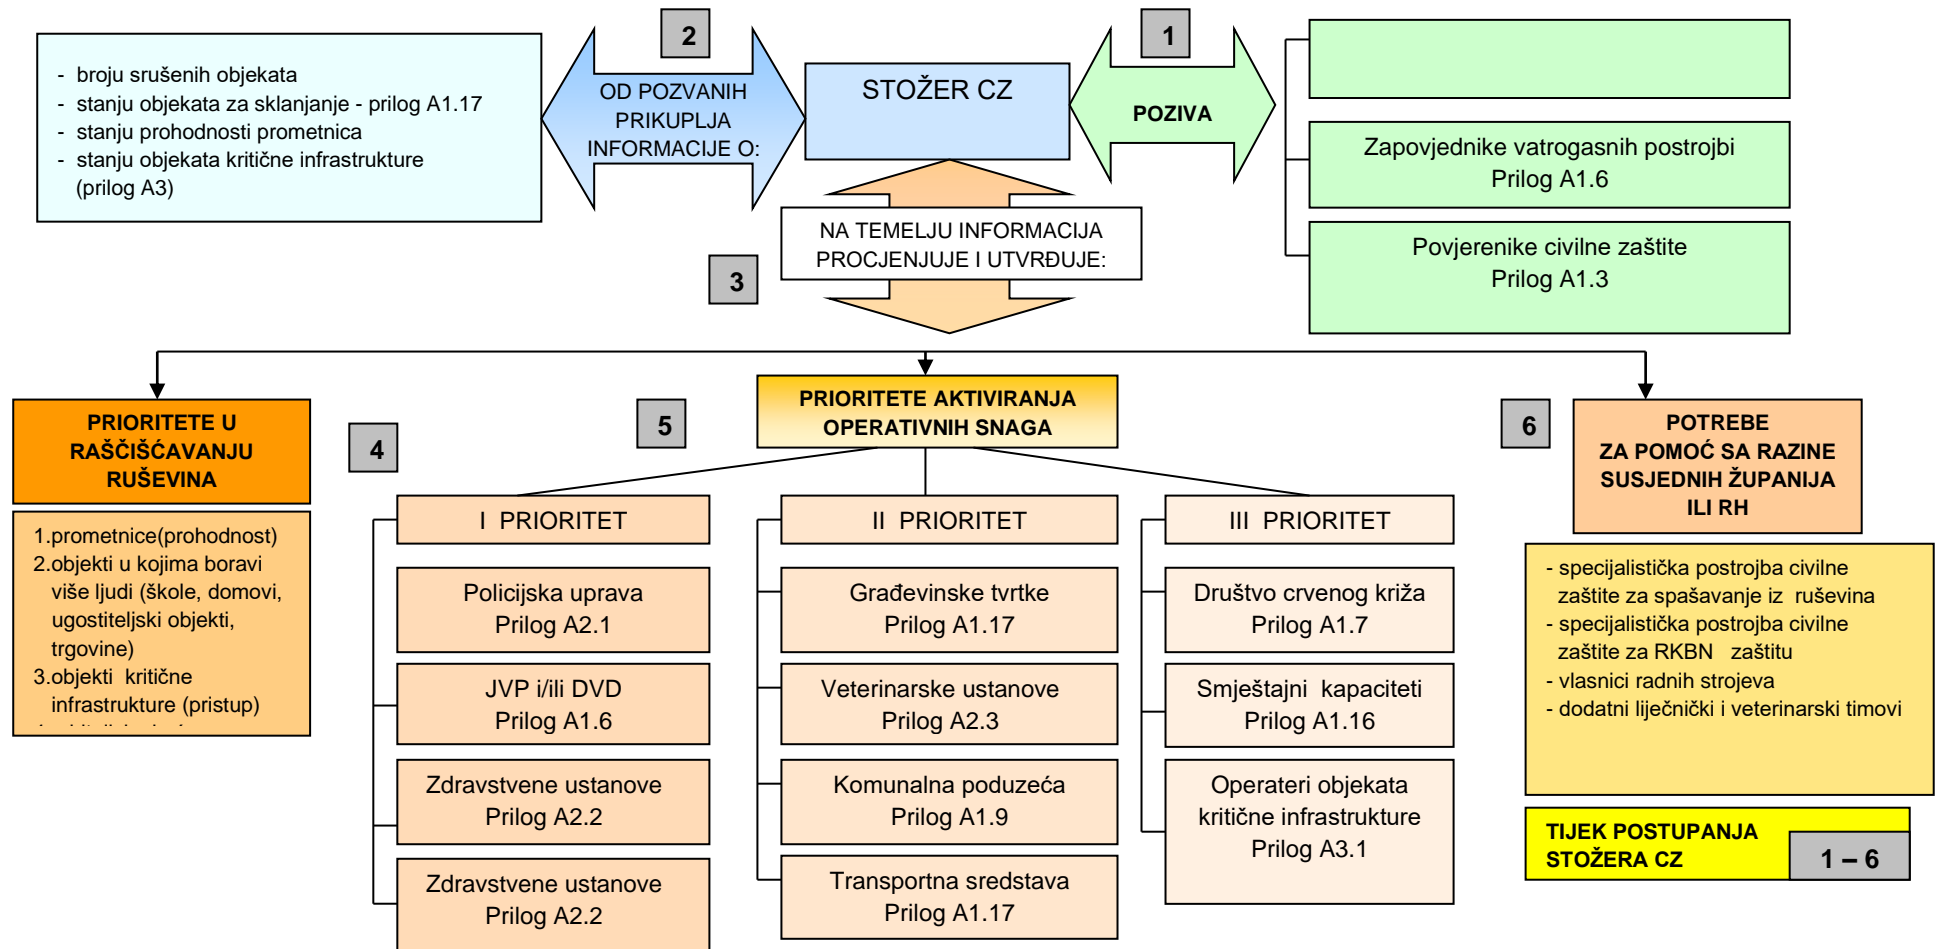 2
1
- broju srušenih objekata
- stanju objekata za sklanjanje - prilog A1.17
- stanju prohodnosti prometnica
- stanju objekata kritične infrastrukture
(prilog A3)
OD POZVANIH
PRIKUPLJA
INFORMACIJE O:
STOŽER CZ
POZIVA
Zapovjednike vatrogasnih postrojbi
Prilog A1.6
Povjerenike civilne zaštite
Prilog A1.3
NA TEMELJU INFORMACIJA
PROCJENJUJE I UTVRĐUJE:
3
PRIORITETE U
RAŠČIŠĆAVANJU
RUŠEVINA
1.prometnice(prohodnost)
2.objekti u kojima boravi
više ljudi (škole, domovi,
ugostiteljski objekti,
trgovine)
3.objekti kritične
infrastrukture (pristup)
4
5
PRIORITETE AKTIVIRANJA
OPERATIVNIH SNAGA
I PRIORITET
Policijska uprava
Prilog A2.1
JVP i/ili DVD
Prilog A1.6
Zdravstvene ustanove
Prilog A2.2
Zdravstvene ustanove
Prilog A2.2
II PRIORITET
Građevinske tvrtke
Prilog A1.17
Veterinarske ustanove
Prilog A2.3
Komunalna poduzeća
Prilog A1.9
Transportna sredstava
Prilog A1.17
III PRIORITET
Društvo crvenog križa
Prilog A1.7
Smještajni kapaciteti
Prilog A1.16
Operateri objekata
kritične infrastrukture
Prilog A3.1
6
POTREBE
ZA POMOĆ SA RAZINE
SUSJEDNIH ŽUPANIJA
ILI RH
- specijalistička postrojba civilne
zaštite za spašavanje iz ruševina
- specijalistička postrojba civilne
zaštite za RKBN zaštitu
- vlasnici radnih strojeva
- dodatni liječnički i veterinarski timovi
TIJEK POSTUPANJA
STOŽERA CZ
1 – 6